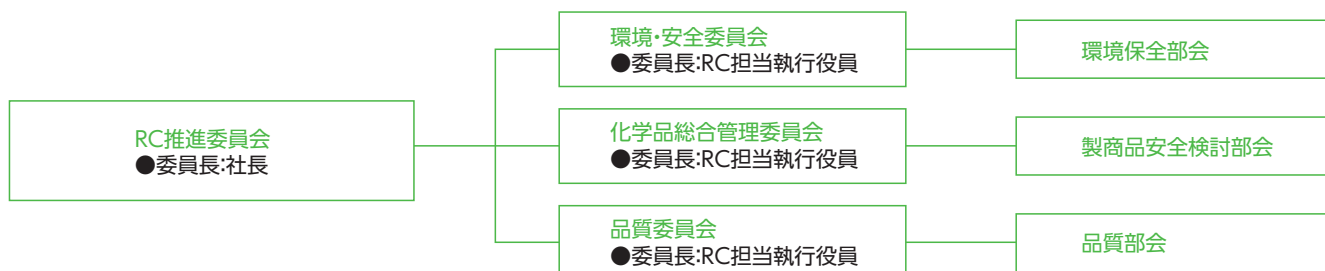 RC推進委員会
●委員長:社長
環境・安全委員会
●委員長:RC担当執行役員
環境保全部会
化学品総合管理委員会
●委員長:RC担当執行役員
製商品安全検討部会
品質委員会
●委員長:RC担当執行役員
品質部会